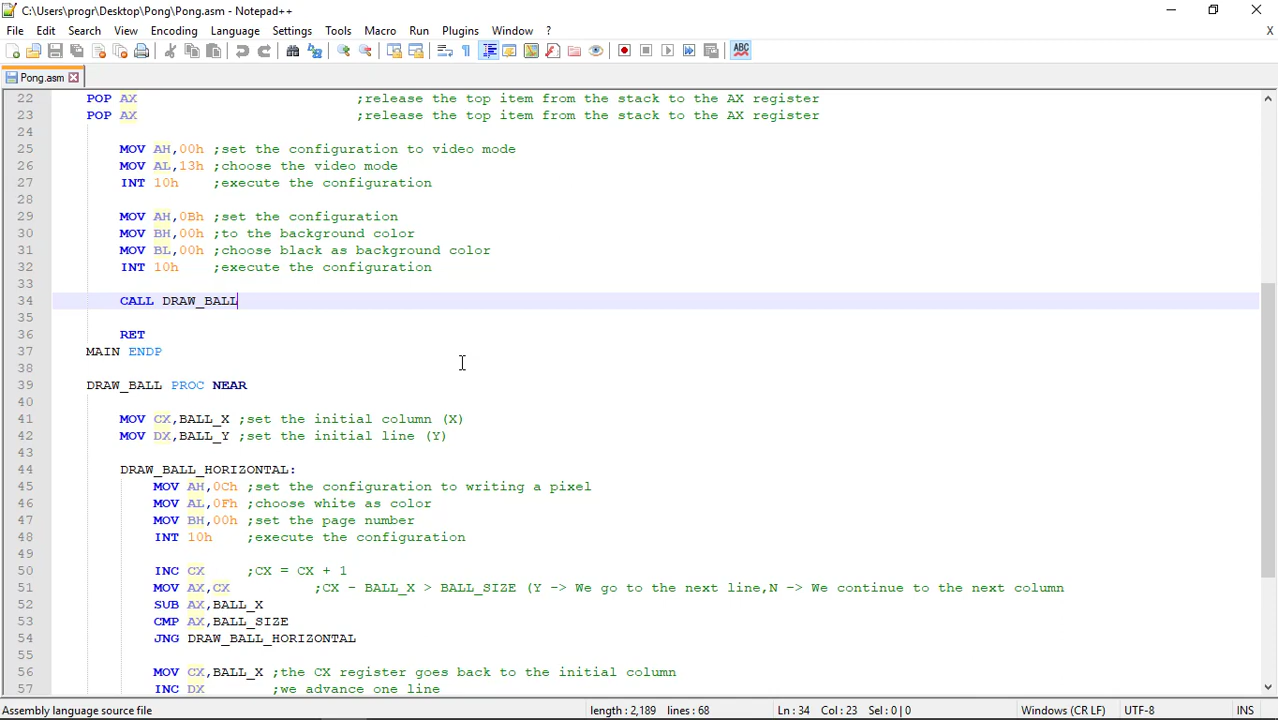 C:\Users\progr\Desktop\Pong\Pong.asm - Notepad++
File Edit Search View Encoding Language Settings Tools Macro Run Plugins Window ? X
ABC
Pong.asm
22 POP AX ;release the top item from the stack to the AX register
23 POP AX ;release the top item from the stack to the AX register
24
25 MOV AH,00h ;set the configuration to video mode
26 MOV AL,13h ;choose the video mode
27 INT 10h ;execute the configuration
28
29 MOV AH,0Bh ;set the configuration
30 MOV BH,00h ;to the background color
31 MOV BL,00h ;choose black as background color
32 INT 10h ;execute the configuration
33
34 CALL DRAW_BALL
35
36 RET
37 MAIN ENDP
38
39 DRAW_BALL PROC NEAR
40
41 MOV CX,BALL_X ;set the initial column (X)
42 MOV DX,BALL_Y ;set the initial line (Y)
43
44 DRAW_BALL_HORIZONTAL:
45 MOV AH,0Ch ;set the configuration to writing a pixel
46 MOV AL,0Fh ;choose white as color
47 MOV BH,00h ;set the page number
48 INT 10h ;execute the configuration
49
50 INC CX ;CX = CX + 1
51 MOV AX,CX ;CX - BALL_X > BALL_SIZE (Y -> We go to the next line,N -> We continue to the next column
52 SUB AX,BALL_X
53 CMP AX,BALL_SIZE
54 JNG DRAW_BALL_HORIZONTAL
55
56 MOV CX,BALL_X ;the CX register goes back to the initial column
57 INC DX ;we advance one line
Assembly language source file length : 2,189 lines : 68 Ln : 34 Col : 23 Sel : 0 | 0 Windows (CR LF) UTF-8 INS